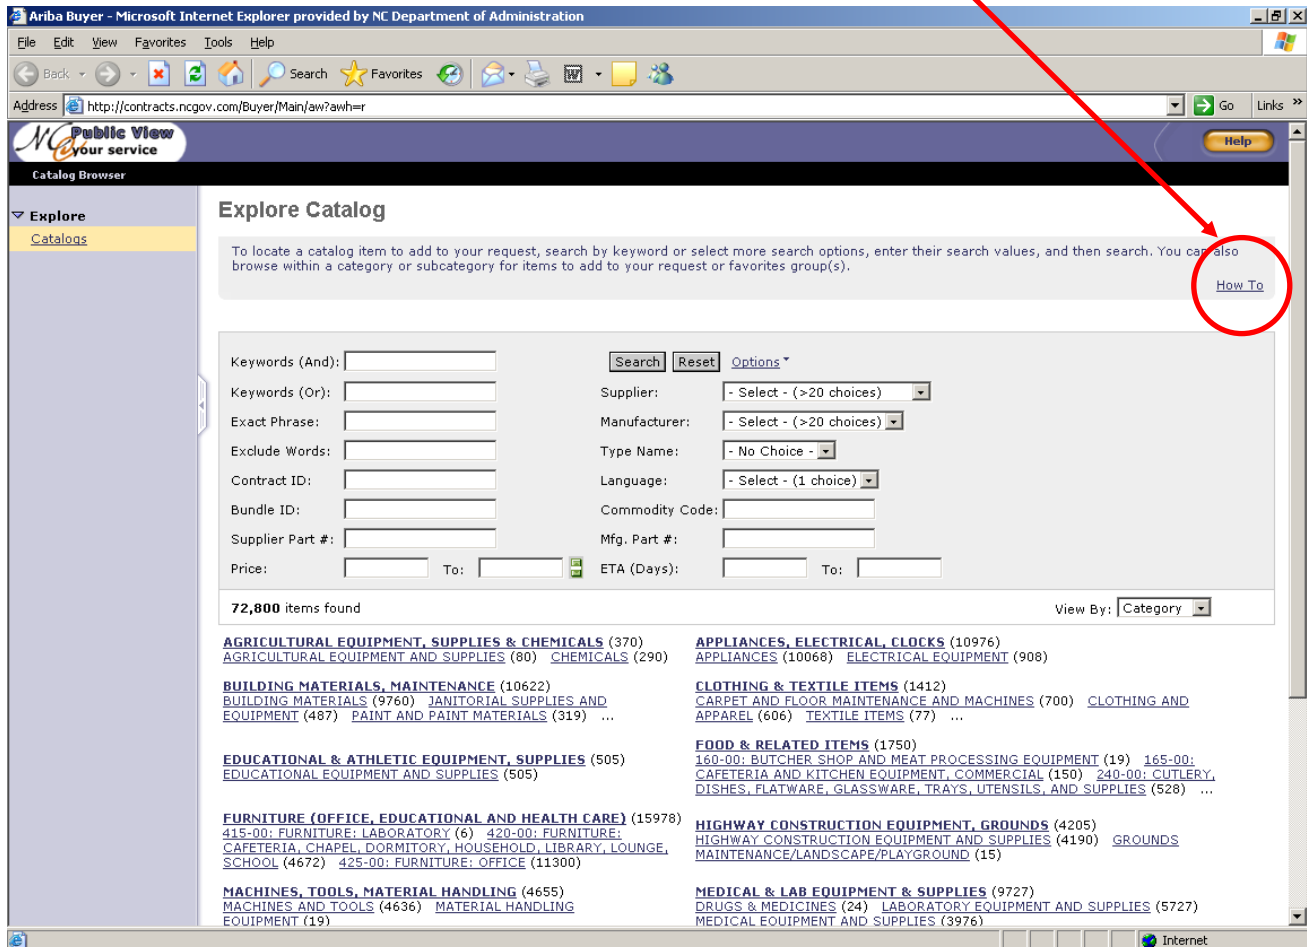 Ariba Buyer - Microsoft Internet Explorer provided by NC Department of Administration
File Edit View Favorites Tools Help
Back Search Favorites
Address http://contracts.ncgov.com/Buyer/Main/aw?awh=r Go Links »
NC Public View
@your service
Help
Catalog Browser
Explore
Catalogs
Explore Catalog
To locate a catalog item to add to your request, search by keyword or select more search options, enter their search values, and then search. You can also
browse within a category or subcategory for items to add to your request or favorites group(s).
How To
Keywords (And): Search Reset Options
Keywords (Or): Supplier: - Select - (>20 choices)
Exact Phrase: Manufacturer: - Select - (>20 choices)
Exclude Words: Type Name: - No Choice -
Contract ID: Language: - Select - (1 choice)
Bundle ID: Commodity Code:
Supplier Part #: Mfg. Part #:
Price: To: ETA (Days): To:
72,800 items found View By: Category
AGRICULTURAL EQUIPMENT, SUPPLIES & CHEMICALS (370)
AGRICULTURAL EQUIPMENT AND SUPPLIES (80) CHEMICALS (290)
APPLIANCES, ELECTRICAL, CLOCKS (10976)
APPLIANCES (10068) ELECTRICAL EQUIPMENT (908)
BUILDING MATERIALS, MAINTENANCE (10622)
BUILDING MATERIALS (9760) JANITORIAL SUPPLIES AND
EQUIPMENT (487) PAINT AND PAINT MATERIALS (319) ...
CLOTHING & TEXTILE ITEMS (1412)
CARPET AND FLOOR MAINTENANCE AND MACHINES (700) CLOTHING AND
APPAREL (606) TEXTILE ITEMS (77) ...
EDUCATIONAL & ATHLETIC EQUIPMENT, SUPPLIES (505)
EDUCATIONAL EQUIPMENT AND SUPPLIES (505)
FOOD & RELATED ITEMS (1750)
160-00: BUTCHER SHOP AND MEAT PROCESSING EQUIPMENT (19) 165-00:
CAFETERIA AND KITCHEN EQUIPMENT, COMMERCIAL (150) 240-00: CUTLERY,
DISHES, FLATWARE, GLASSWARE, TRAYS, UTENSILS, AND SUPPLIES (528) ...
FURNITURE (OFFICE, EDUCATIONAL AND HEALTH CARE) (15978)
415-00: FURNITURE: LABORATORY (6) 420-00: FURNITURE:
CAFETERIA, CHAPEL, DORMITORY, HOUSEHOLD, LIBRARY, LOUNGE,
SCHOOL (4672) 425-00: FURNITURE: OFFICE (11300)
HIGHWAY CONSTRUCTION EQUIPMENT, GROUNDS (4205)
HIGHWAY CONSTRUCTION EQUIPMENT AND SUPPLIES (4190) GROUNDS
MAINTENANCE/LANDSCAPE/PLAYGROUND (15)
MACHINES, TOOLS, MATERIAL HANDLING (4655)
MACHINES AND TOOLS (4636) MATERIAL HANDLING
EQUIPMENT (19)
MEDICAL & LAB EQUIPMENT & SUPPLIES (9727)
DRUGS & MEDICINES (24) LABORATORY EQUIPMENT AND SUPPLIES (5727)
MEDICAL EQUIPMENT AND SUPPLIES (3976)
Internet